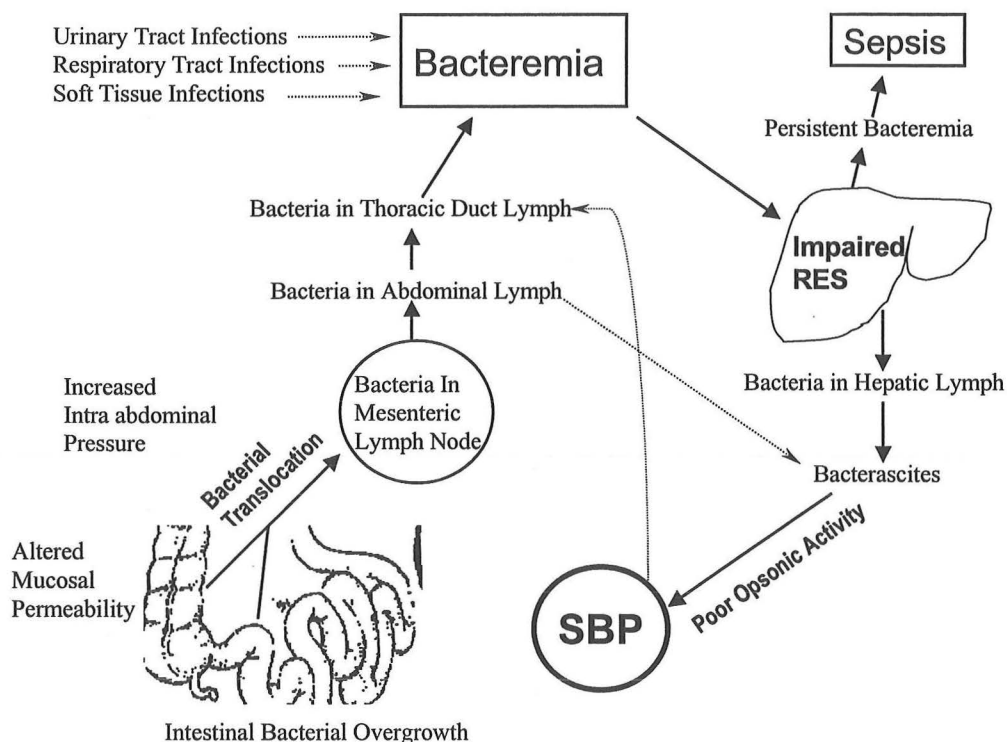 Urinary Tract Infections
Respiratory Tract Infections
Soft Tissue Infections
Bacteremia
Sepsis
Persistent Bacteremia
Bacteria in Thoracic Duct Lymph
Impaired
RES
Bacteria in Abdominal Lymph
Bacteria in Hepatic Lymph
Increased
Intra abdominal
Pressure
Bacteria In
Mesenteric
Lymph Node
Bacterial
Translocation
Bacterascites
Poor Opsonic Activity
SBP
Altered
Mucosal
Permeability
Intestinal Bacterial Overgrowth